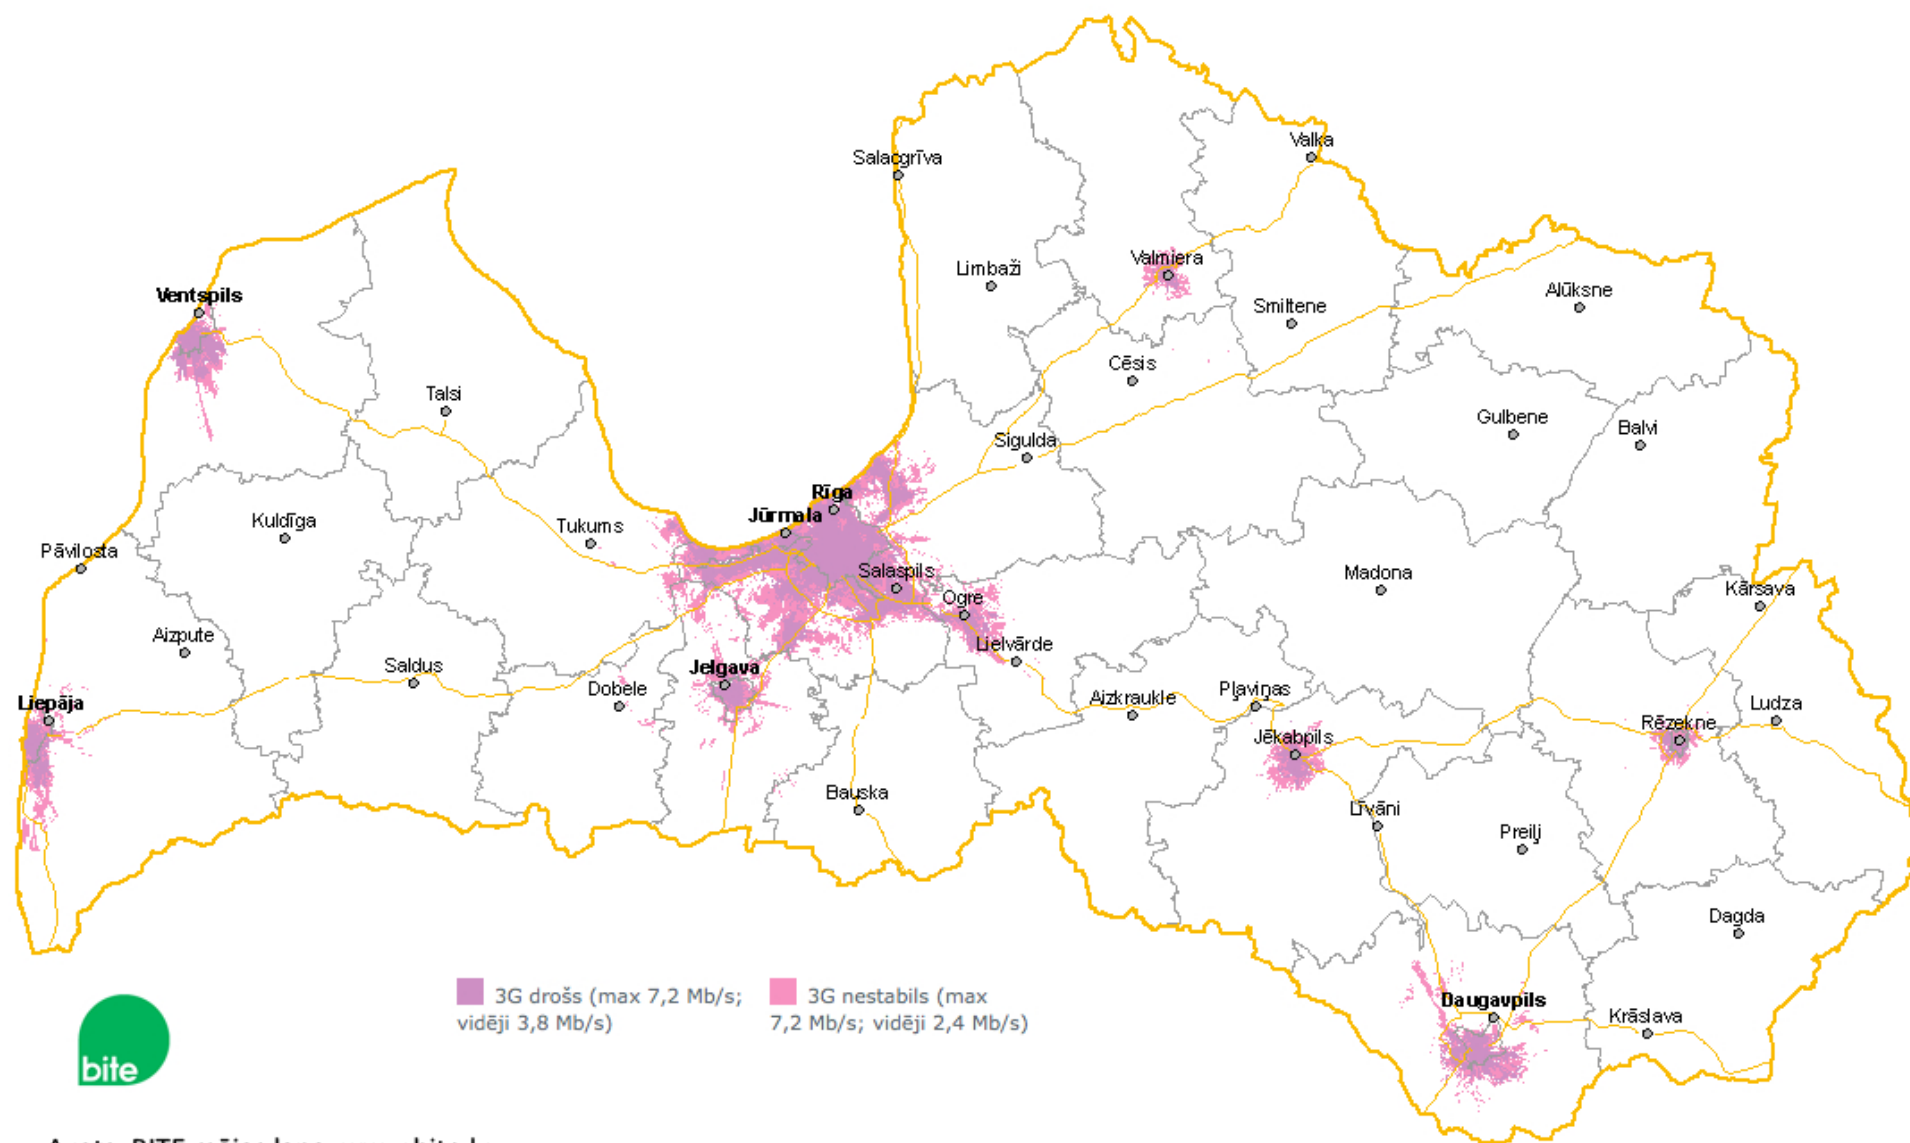 Valka
Salacgrīva
Valmiera
Limbaži
Alūksne
Ventspils
Smiltene
Cēsis
Talsi
Gulbene
Balvi
Sigulda
Rīga
Jūrmala
Kuldīga
Tukums
Pāvilosta
Salaspils
Madona
Kārsava
Ogre
Aizpute
Lielvārde
Saldus
Jelgava
Dobele
Pļaviņas
Aizkraukle
Liepāja
Ludza
Rēzekne
Jēkabpils
Bauska
Līvāni
Preiļi
Dagda
3G drošs (max 7,2 Mb/s;
vidēji 3,8 Mb/s)
3G nestabils (max
7,2 Mb/s; vidēji 2,4 Mb/s)
Daugavpils
Krāslava
bite